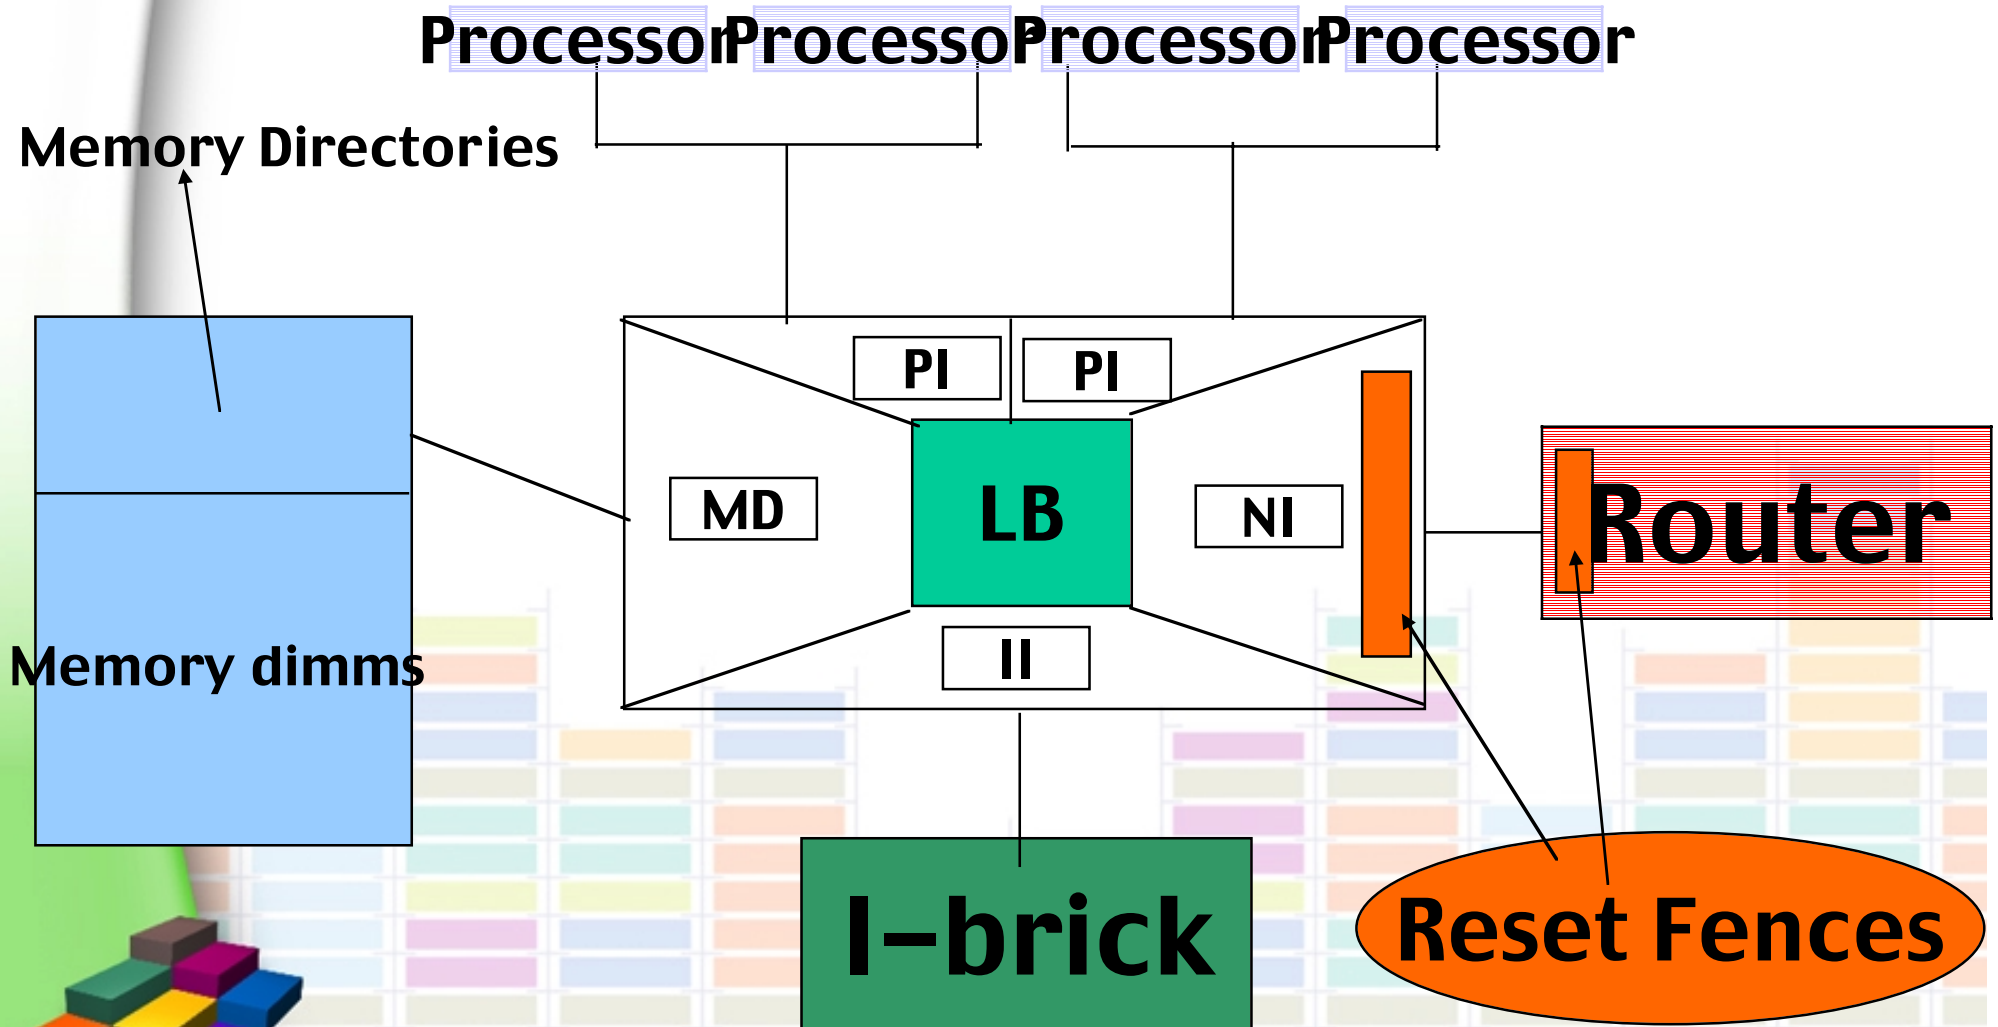 Processor Processor Processor Processor
Memory Directories
PI PI
MD LB NI
Router
II
Memory dimms
I-brick
Reset Fences